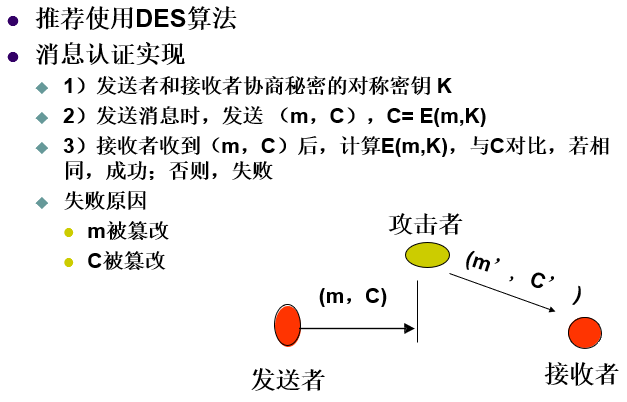 推荐使用DES算法
消息认证实现
1）发送者和接收者协商秘密的对称密钥 K
2）发送消息时，发送 （m，C）, C= E(m,K)
3）接收者收到（m，C）后，计算E(m,K)，与C对比，若相
同，成功；否则，失败
失败原因
m被篡改
C被篡改
攻击者
(m’，C’ )
(m，C)
发送者
接收者